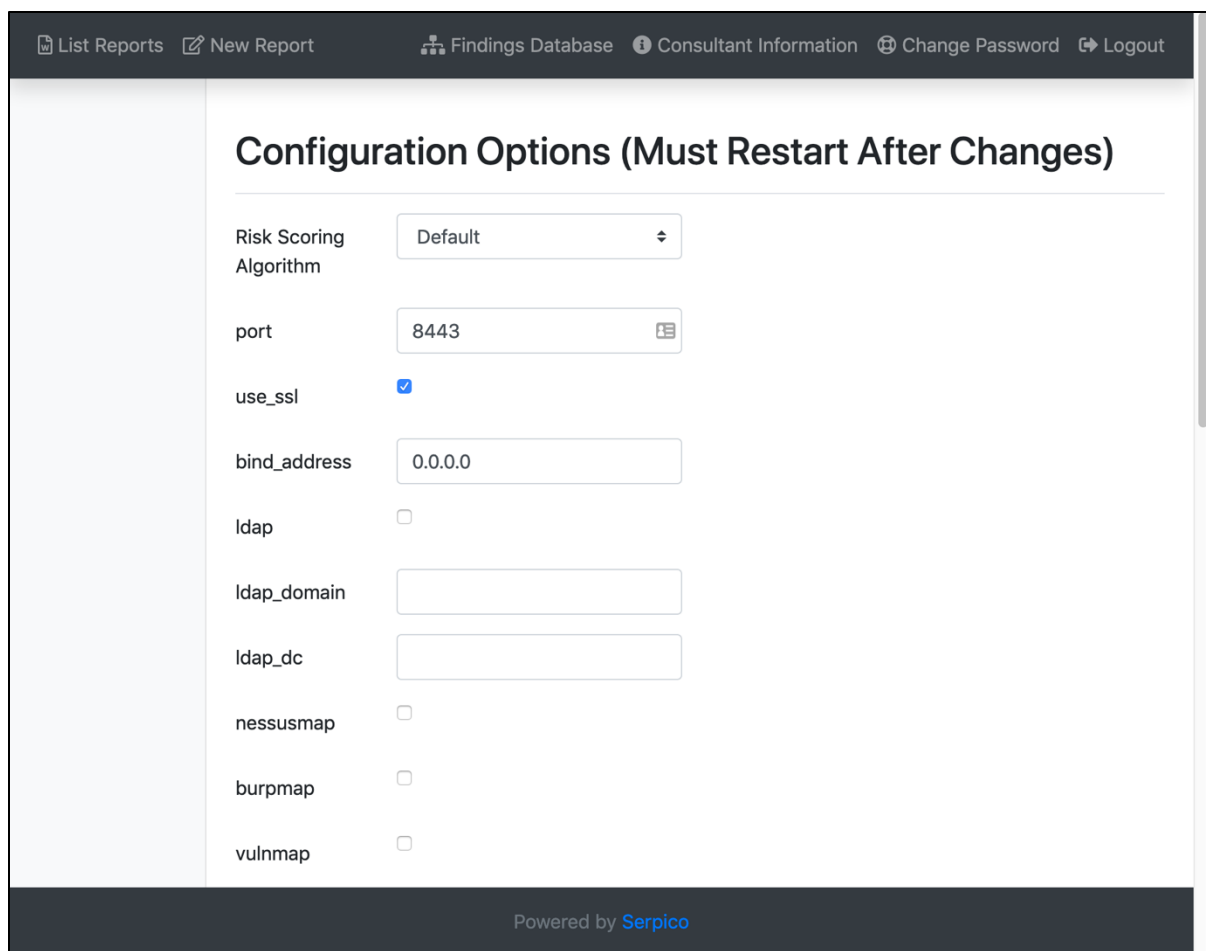 List Reports New Report Findings Database Consultant Information Change Password Logout
Configuration Options (Must Restart After Changes)
Risk Scoring Algorithm Default
port 8443
use_ssl
bind_address 0.0.0.0
ldap
ldap_domain
ldap_dc
nessusmap
burpmap
vulnmap
Powered by Serpico